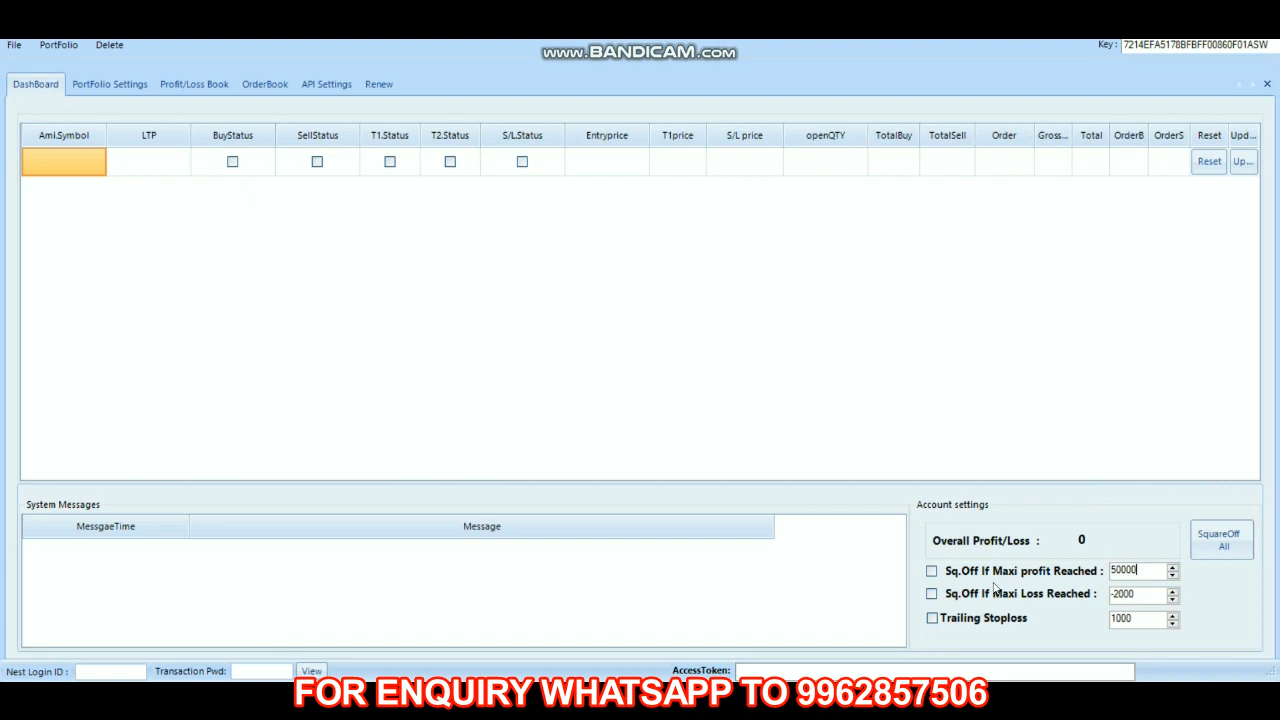 File PortFolio Delete
www.BANDICAM.com
Key : 7214EFA5178BFBFF00860F01ASW
DashBoard PortFolio Settings Profit/Loss Book OrderBook API Settings Renew
Ami.Symbol LTP BuyStatus SellStatus T1.Status T2.Status S/L.Status Entryprice T1price S/L price openQTY TotalBuy TotalSell Order Gross... Total OrderB OrderS Reset Upd...
Reset Up...
System Messages
MessgaeTime Message
Account settings
Overall Profit/Loss : 0
SquareOff
All
Sq.Off If Maxi profit Reached : 50000
Sq.Off If Maxi Loss Reached : -2000
Trailing Stoploss 1000
Nest Login ID : Transaction Pwd: View AccessToken:
FOR ENQUIRY WHATSAPP TO 9962857506